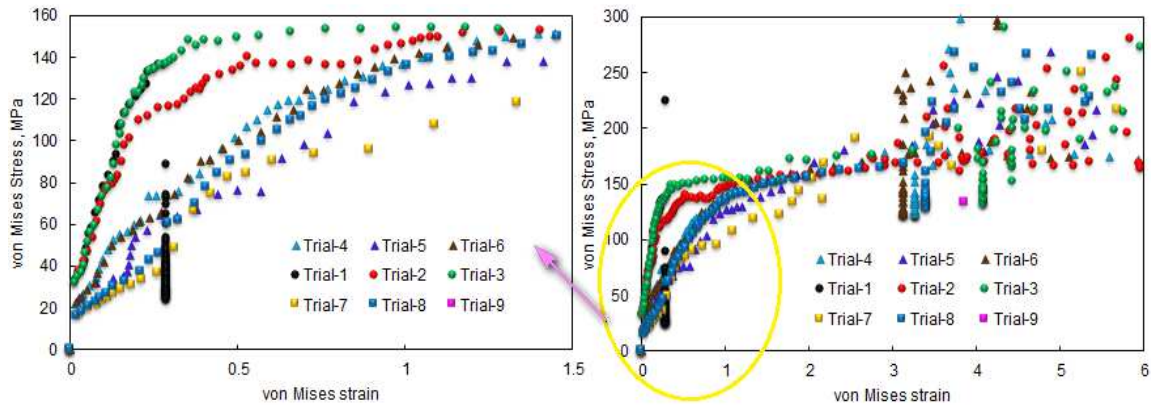 160
140
120
100
80
60
40
20
0
von Mises Stress, MPa
Trial-4 Trial-5 Trial-6
Trial-1 Trial-2 Trial-3
Trial-7 Trial-8 Trial-9
0 0.5 1 1.5
von Mises strain
300
250
200
150
100
50
0
von Mises Stress, MPa
Trial-4 Trial-5 Trial-6
Trial-1 Trial-2 Trial-3
Trial-7 Trial-8 Trial-9
0 1 2 3 4 5 6
von Mises strain